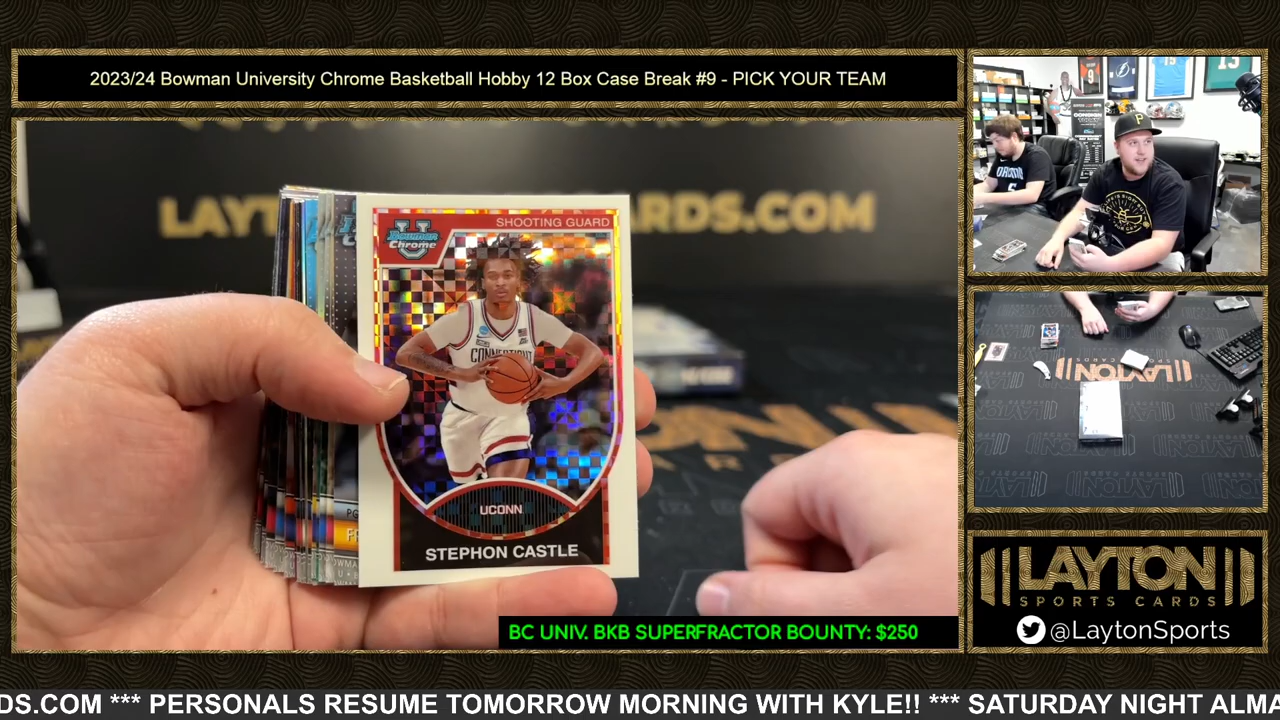 2023/24 Bowman University Chrome Basketball Hobby 12 Box Case Break #9 - PICK YOUR TEAM
SHOOTING GUARD
Bowman
Chrome
CONNECTICUT
UCONN
STEPHON CASTLE
BC UNIV. BKB SUPERFRACTOR BOUNTY: $250
LAYTON
LAYTON
SPORTS CARDS
@LaytonSports
DS.COM *** PERSONALS RESUME TOMORROW MORNING WITH KYLE!! *** SATURDAY NIGHT ALMA